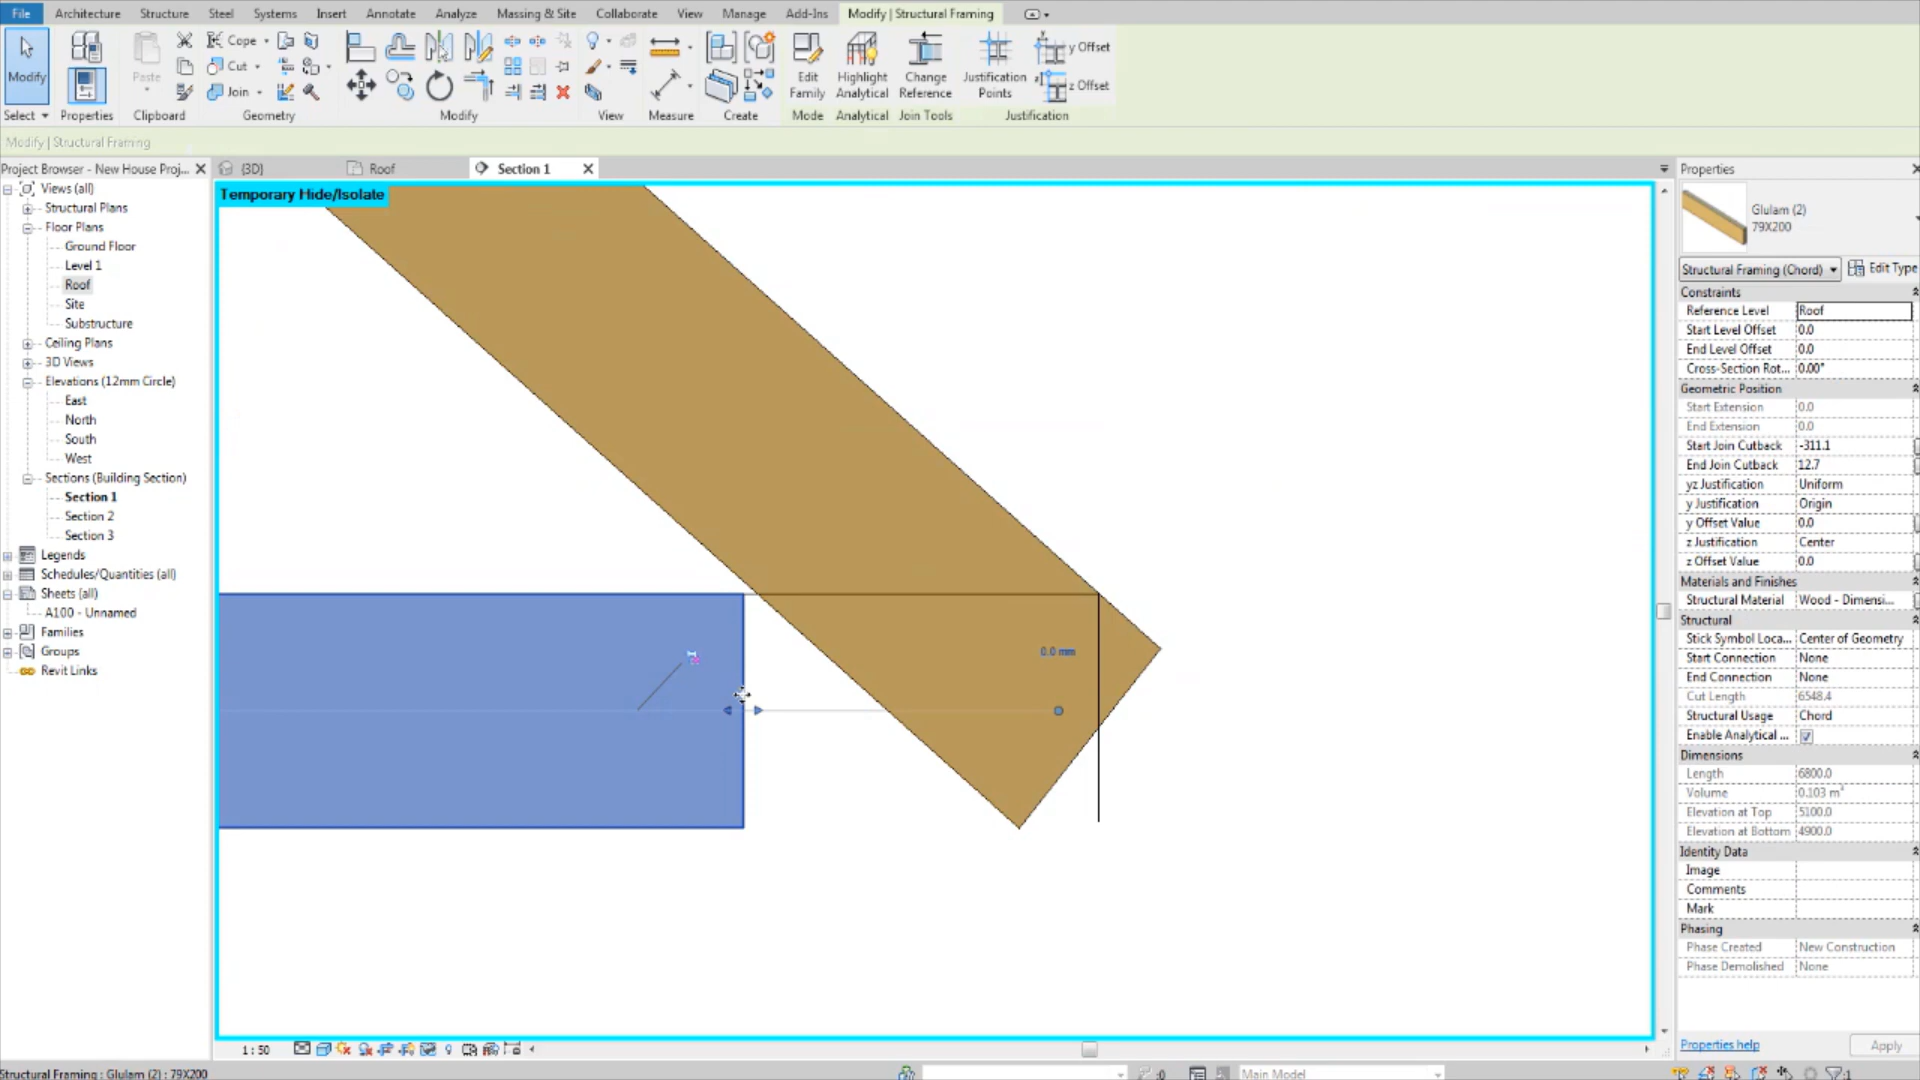 File Architecture Structure Steel Systems Insert Annotate Analyze Massing & Site Collaborate View Manage Add-Ins Modify | Structural Framing
Modify Paste Cope Cut Join Edit Family Highlight Analytical Change Reference Justification Points y Offset z Offset
Select Properties Clipboard Geometry Modify View Measure Create Mode Analytical Join Tools Justification
Modify | Structural Framing
Project Browser - New House Proj...
{3D} Roof Section 1
Temporary Hide/Isolate
Views (all)
Structural Plans
Floor Plans
Ground Floor
Level 1
Roof
Site
Substructure
Ceiling Plans
3D Views
Elevations (12mm Circle)
East
North
South
West
Sections (Building Section)
Section 1
Section 2
Section 3
Legends
Schedules/Quantities (all)
Sheets (all)
A100 - Unnamed
Families
Groups
Revit Links
0.0 mm
Properties
Glulam (2)
79X200
Structural Framing (Chord) Edit Type
Constraints
Reference Level Roof
Start Level Offset 0.0
End Level Offset 0.0
Cross-Section Rot... 0.00°
Geometric Position
Start Extension 0.0
End Extension 0.0
Start Join Cutback -311.1
End Join Cutback 12.7
yz Justification Uniform
y Justification Origin
y Offset Value 0.0
z Justification Center
z Offset Value 0.0
Materials and Finishes
Structural Material Wood - Dimensi...
Structural
Stick Symbol Loca... Center of Geometry
Start Connection None
End Connection None
Cut Length 6548.4
Structural Usage Chord
Enable Analytical ...
Dimensions
Length 6800.0
Volume 0.103 m³
Elevation at Top 5100.0
Elevation at Bottom 4900.0
Identity Data
Image
Comments
Mark
Phasing
Phase Created New Construction
Phase Demolished None
Properties help Apply
1 : 50
Structural Framing : Glulam (2) : 79X200
:0 Main Model :1